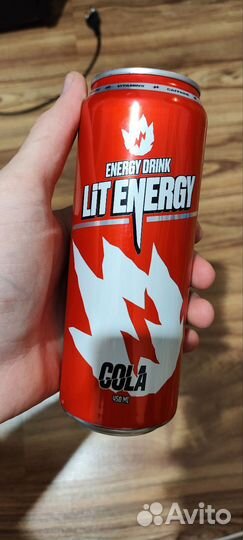 VITAMINS CAFFEINE
ENERGY DRINK
LIT ENERGY
COLA
450 ML
Avito